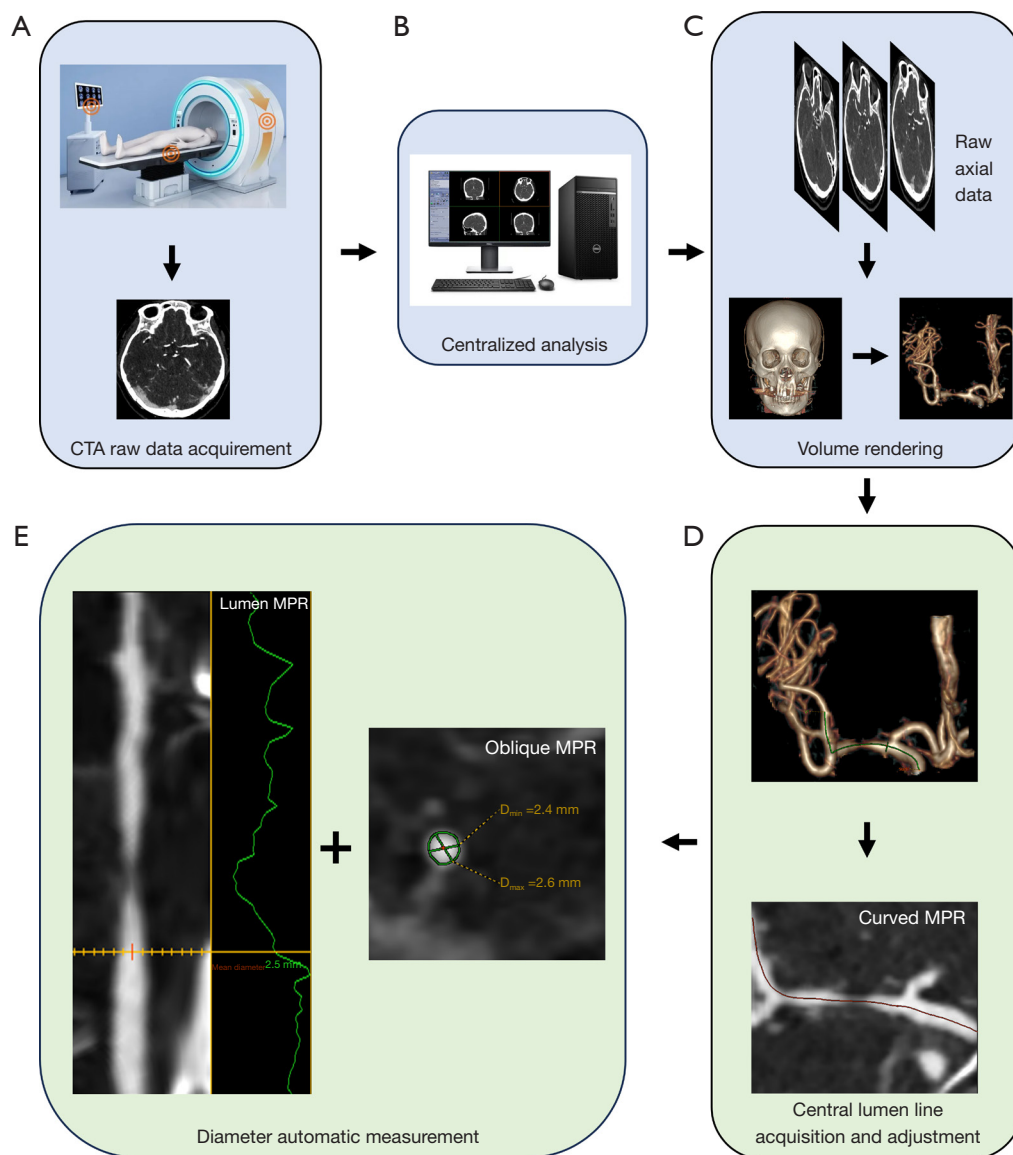 A
B
C
Raw
axial
data
Centralized analysis
CTA raw data acquirement
Volume rendering
E
D
Lumen MPR
Oblique MPR
Dmin =2.4 mm
Dmax =2.6 mm
Curved MPR
Mean diameter 2.5 mm
Central lumen line
acquisition and adjustment
Diameter automatic measurement